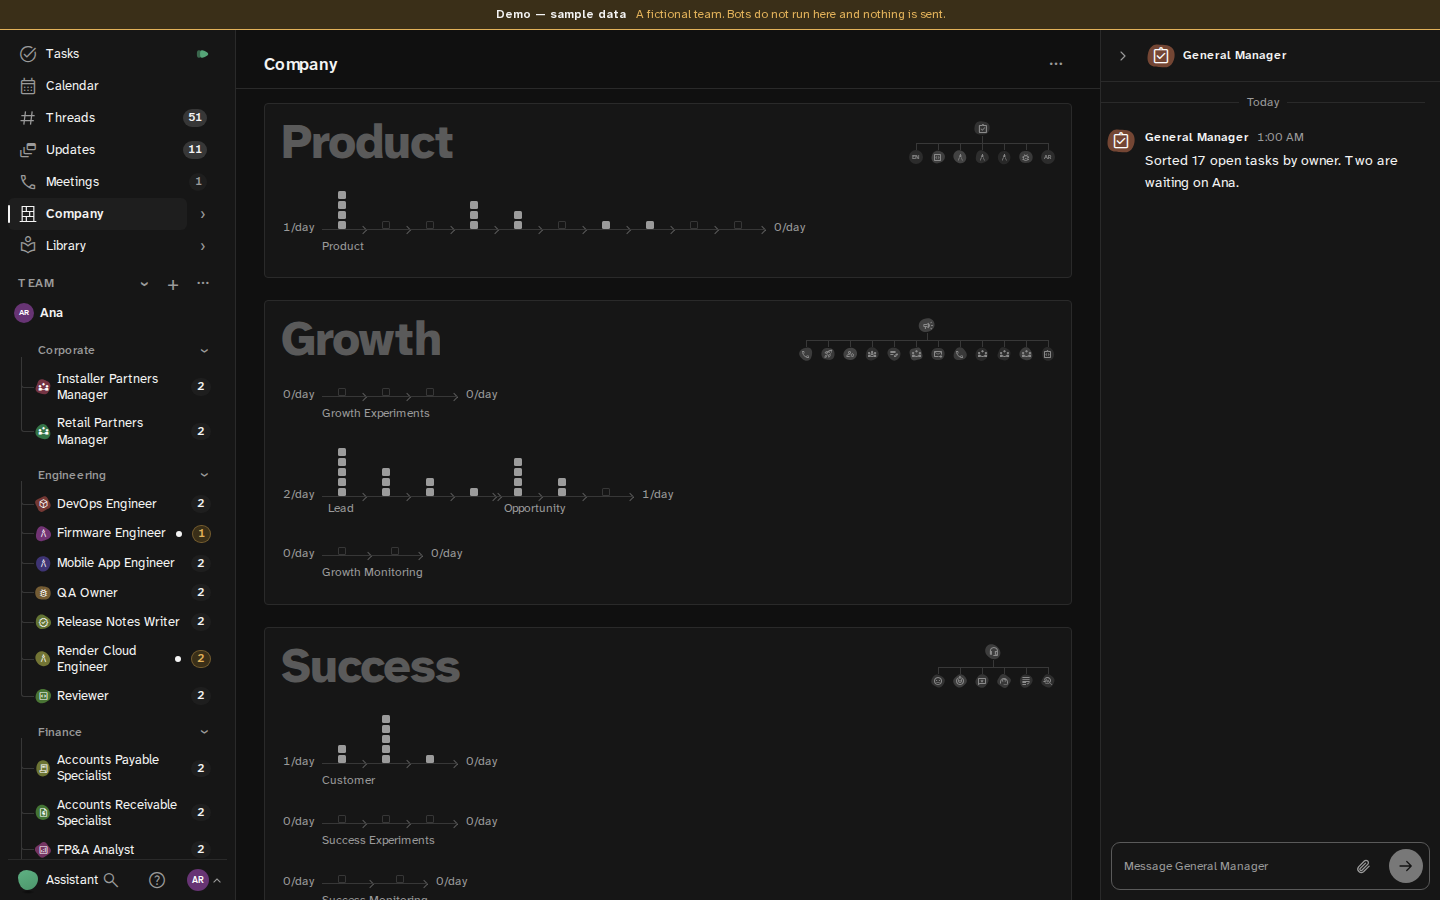 Demo — sample data A fictional team. Bots do not run here and nothing is sent.
Tasks
Calendar
Threads 51
Updates 11
Meetings 1
Company
Library
TEAM
AR Ana
Corporate
Installer Partners
Manager 2
Retail Partners
Manager 2
Engineering
DevOps Engineer 2
Firmware Engineer 1
Mobile App Engineer 2
QA Owner 2
Release Notes Writer 2
Render Cloud
Engineer 2
Reviewer 2
Finance
Accounts Payable
Specialist 2
Accounts Receivable
Specialist 2
FP&A Analyst 2
Assistant
AR
Company
Product
EN AR
1/day 0/day
Product
Growth
0/day 0/day
Growth Experiments
2/day 1/day
Lead Opportunity
0/day 0/day
Growth Monitoring
Success
1/day 0/day
Customer
0/day 0/day
Success Experiments
0/day 0/day
Success Monitoring
General Manager
Today
General Manager 1:00 AM
Sorted 17 open tasks by owner. Two are
waiting on Ana.
Message General Manager